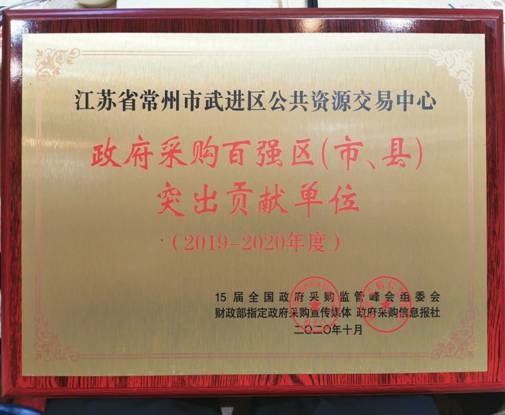 江苏省常州市武进区公共资源交易中心
政府采购百强区（市、县）
突出贡献单位
（2019-2020年度）
15届全国政府采购监管峰会组委会
财政部指定政府采购宣传媒体 政府采购信息报社
二〇二〇年十月